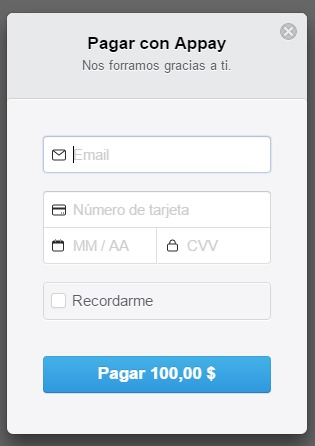 Pagar con Appay
Nos forramos gracias a ti.
Email
Número de tarjeta
MM / AA
CVV
Recordarme
Pagar 100,00 $